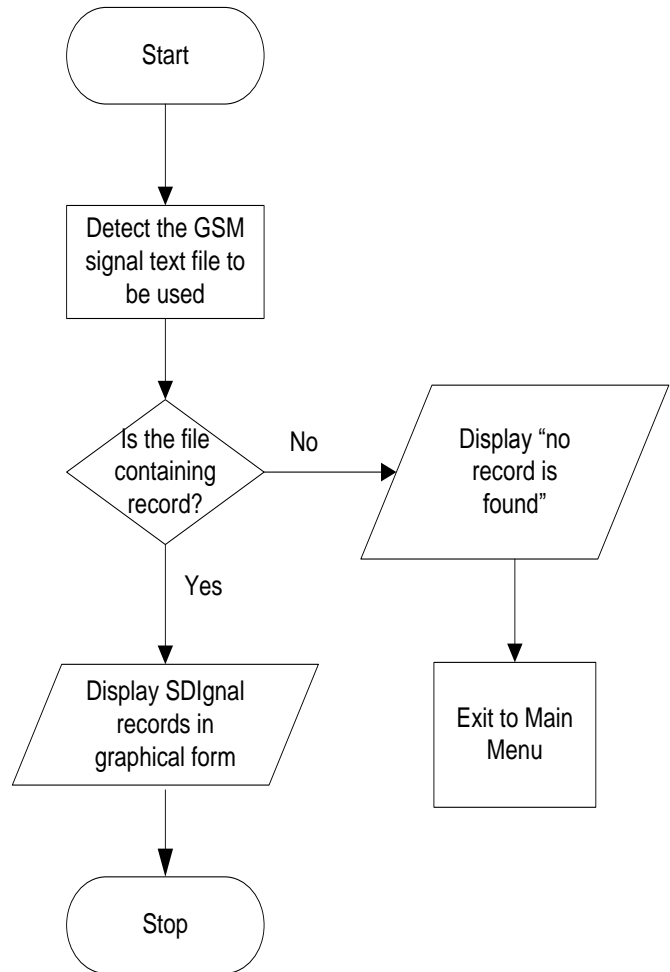 Start
Detect the GSM
signal text file to
be used
Is the file
containing
record?
No
Display “no
record is
found”
Yes
Display SDIgnal
records in
graphical form
Exit to Main
Menu
Stop